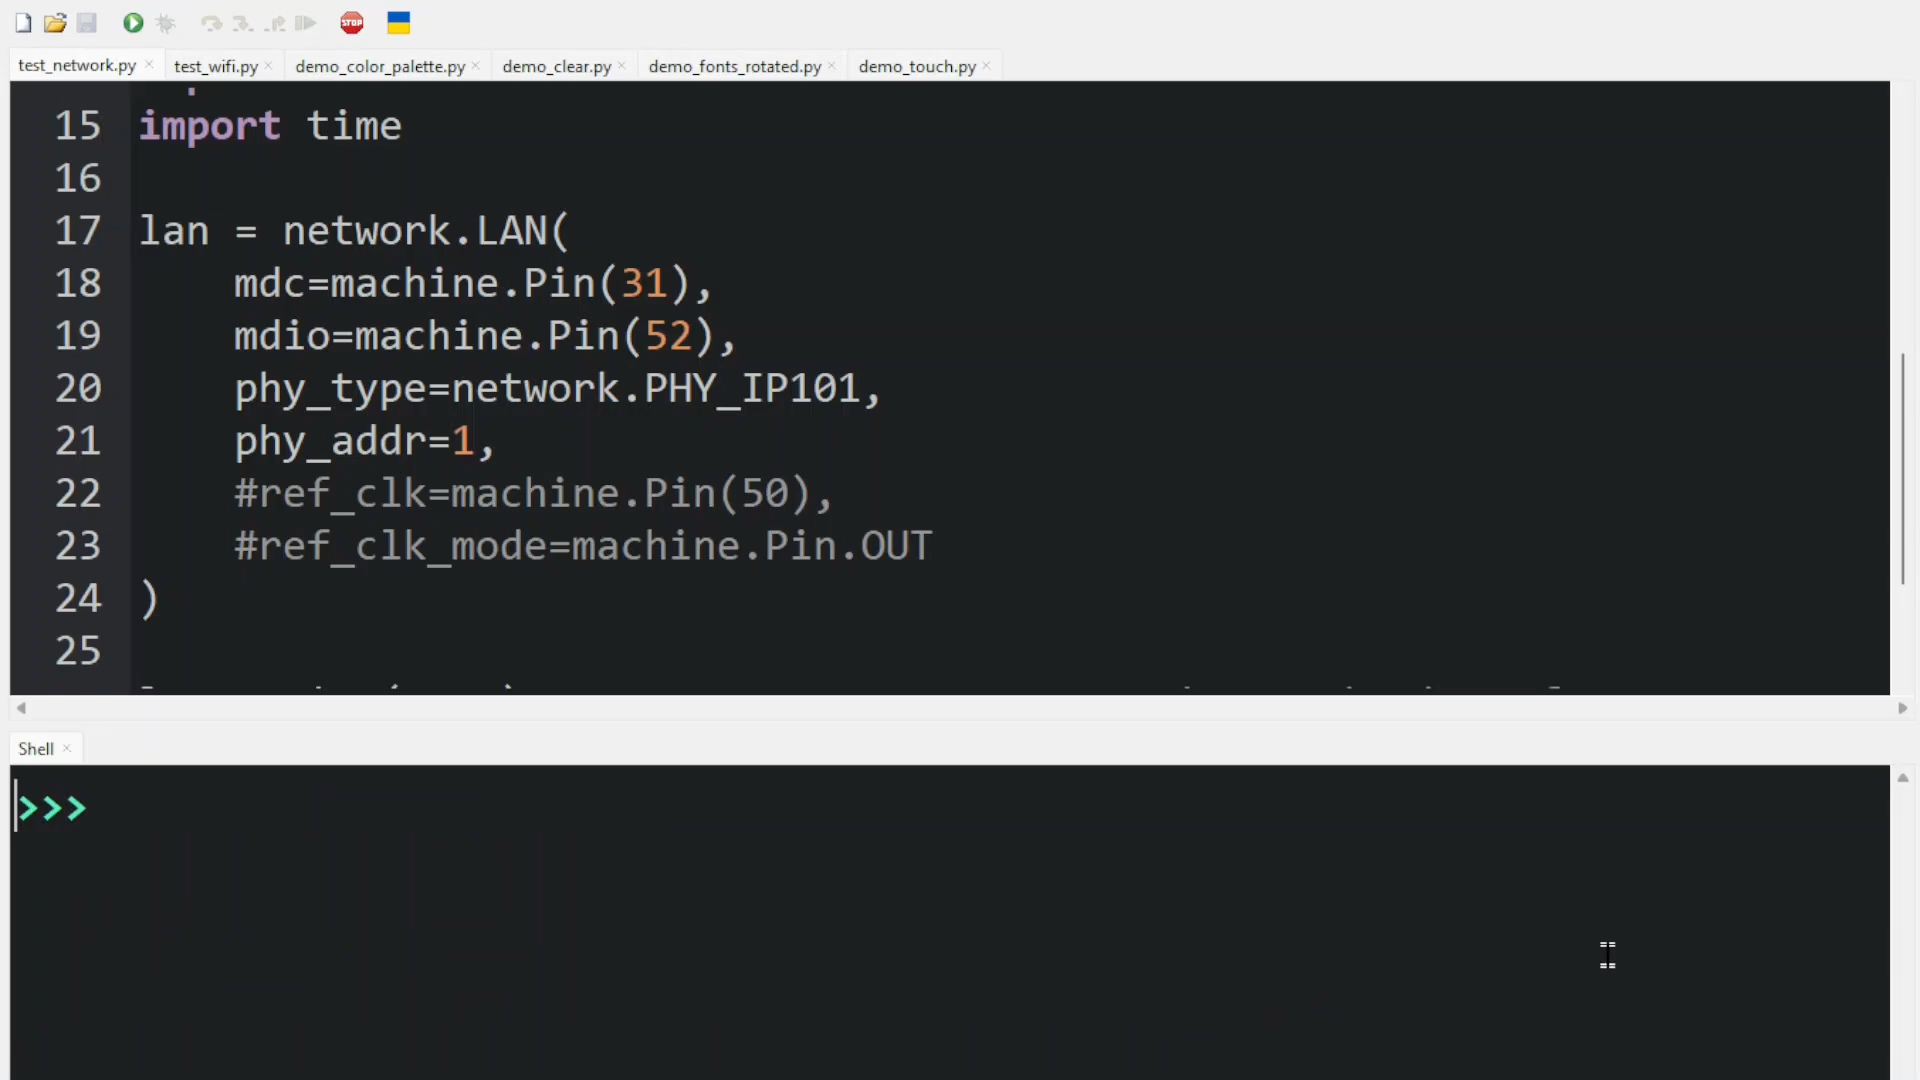 STOP
test_network.py × test_wifi.py × demo_color_palette.py × demo_clear.py × demo_fonts_rotated.py × demo_touch.py ×
15 import time
16
17 lan = network.LAN(
18     mdc=machine.Pin(31),
19     mdio=machine.Pin(52),
20     phy_type=network.PHY_IP101,
21     phy_addr=1,
22     #ref_clk=machine.Pin(50),
23     #ref_clk_mode=machine.Pin.OUT
24 )
25
Shell ×
>>>